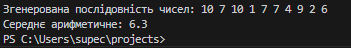 Згенерована послідовність чисел: 10 7 10 1 7 7 4 9 2 6
Середнє арифметичне: 6.3
PS C:\Users\supec\projects>